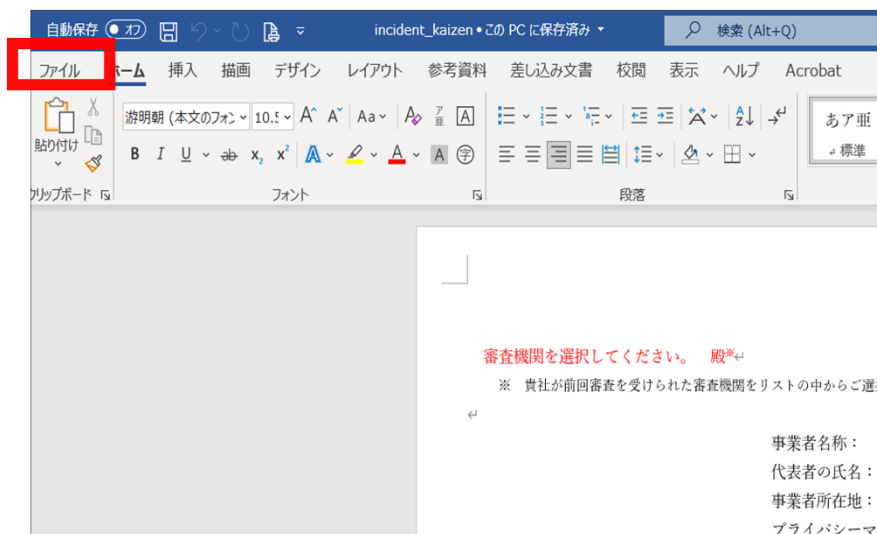 自動保存 オフ incident_kaizen • この PC に保存済み 検索 (Alt+Q)
ファイル ホーム 挿入 描画 デザイン レイアウト 参考資料 差し込み文書 校閲 表示 ヘルプ Acrobat
游明朝 (本文のフォン 10.5 A A Aa A ア亜 A あア亜
貼り付け B I U ab x₂ x² A A A 字 ↲標準
クリップボード フォント 段落
審査機関を選択してください。 殿※↵
※ 貴社が前回審査を受けられた審査機関をリストの中からご選
↵
事業者名称：
代表者の氏名：
事業者所在地：
プライバシーマ